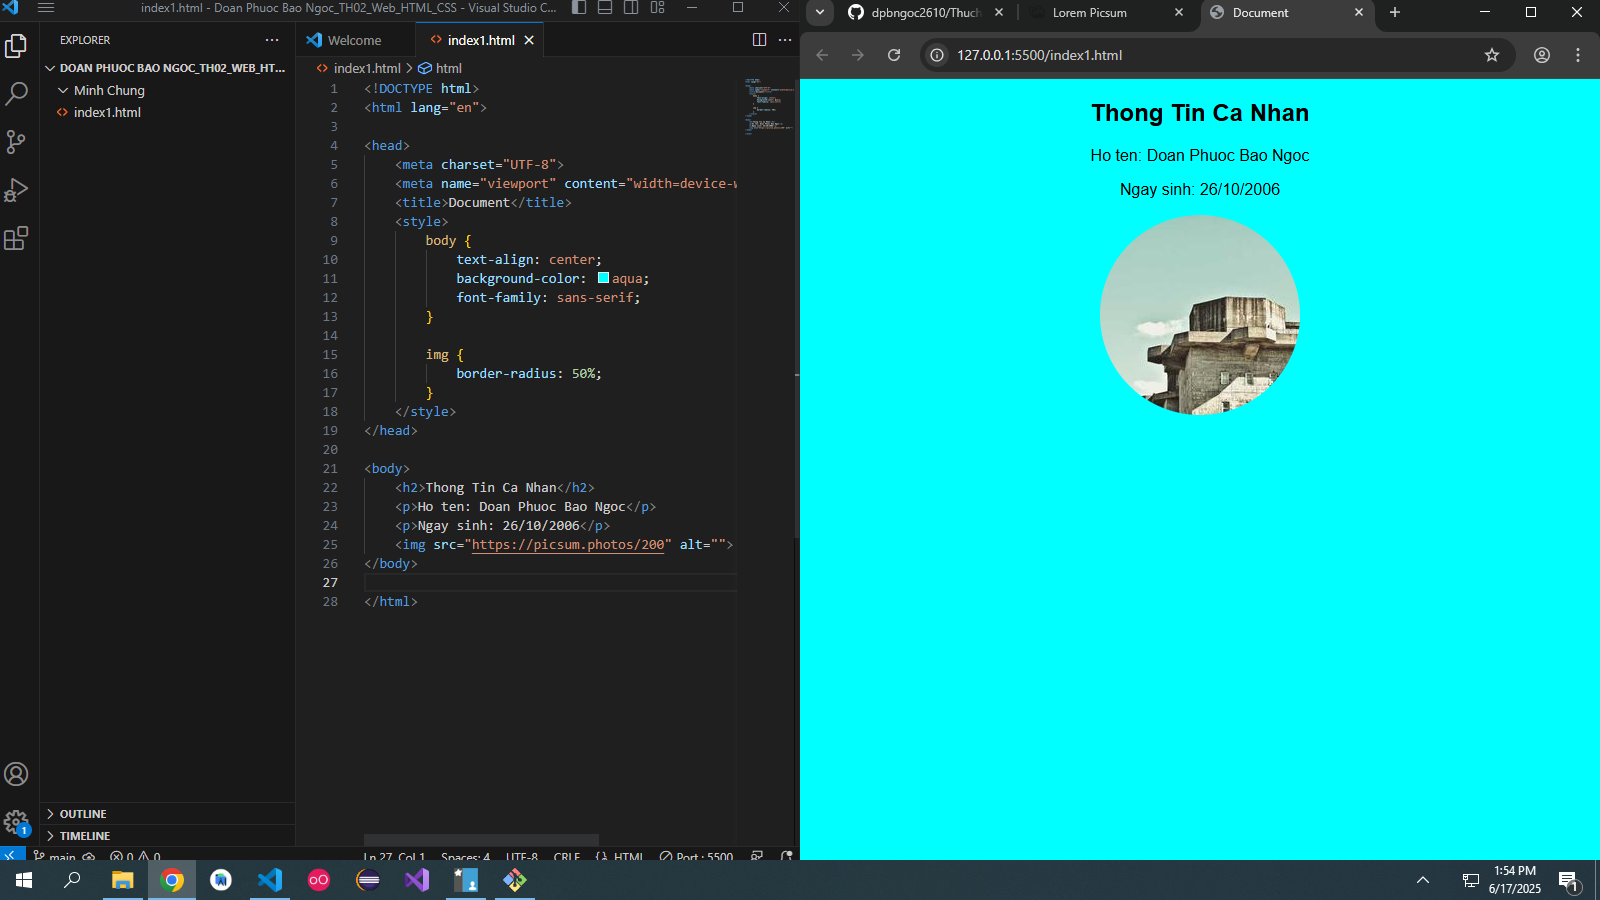 index1.html - Doan Phuoc Bao Ngoc_TH02_Web_HTML_CSS - Visual Studio C...
EXPLORER
DOAN PHUOC BAO NGOC_TH02_WEB_HT...
Minh Chung
index1.html
OUTLINE
TIMELINE
Welcome
index1.html
index1.html > html
1 <!DOCTYPE html>
2 <html lang="en">
3
4 <head>
5 <meta charset="UTF-8">
6 <meta name="viewport" content="width=device-w
7 <title>Document</title>
8 <style>
9 body {
10 text-align: center;
11 background-color: aqua;
12 font-family: sans-serif;
13 }
14
15 img {
16 border-radius: 50%;
17 }
18 </style>
19 </head>
20
21 <body>
22 <h2>Thong Tin Ca Nhan</h2>
23 <p>Ho ten: Doan Phuoc Bao Ngoc</p>
24 <p>Ngay sinh: 26/10/2006</p>
25 <img src="https://picsum.photos/200" alt="">
26 </body>
27
28 </html>
1
main 0 0 Ln 27, Col 1 Spaces: 4 UTF-8 CRLF {} HTML Port : 5500
dpbngoc2610/Thuch
Lorem Picsum
Document
127.0.0.1:5500/index1.html
Thong Tin Ca Nhan
Ho ten: Doan Phuoc Bao Ngoc
Ngay sinh: 26/10/2006
1:54 PM
6/17/2025
1